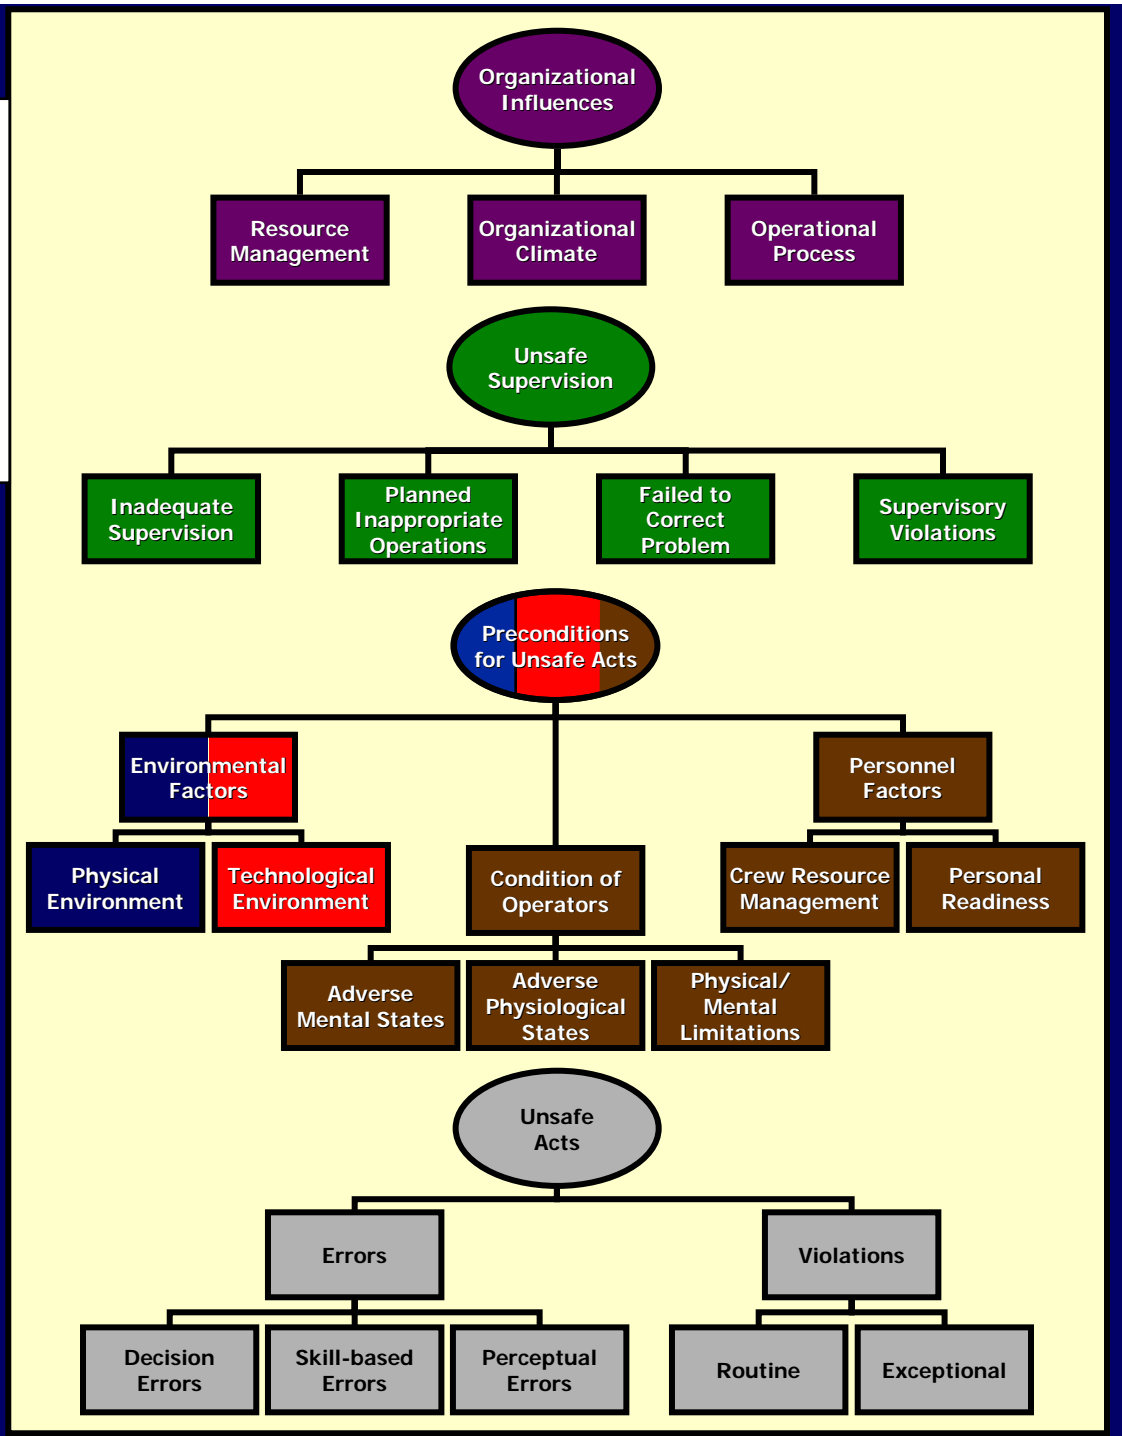 Organizational
Influences
Resource
Management
Organizational
Climate
Operational
Process
Unsafe
Supervision
Inadequate
Supervision
Planned
Inappropriate
Operations
Failed to
Correct
Problem
Supervisory
Violations
Preconditions
for Unsafe Acts
Environmental
Factors
Personnel
Factors
Physical
Environment
Technological
Environment
Condition of
Operators
Crew Resource
Management
Personal
Readiness
Adverse
Mental States
Adverse
Physiological
States
Physical/
Mental
Limitations
Unsafe
Acts
Errors
Violations
Decision
Errors
Skill-based
Errors
Perceptual
Errors
Routine
Exceptional